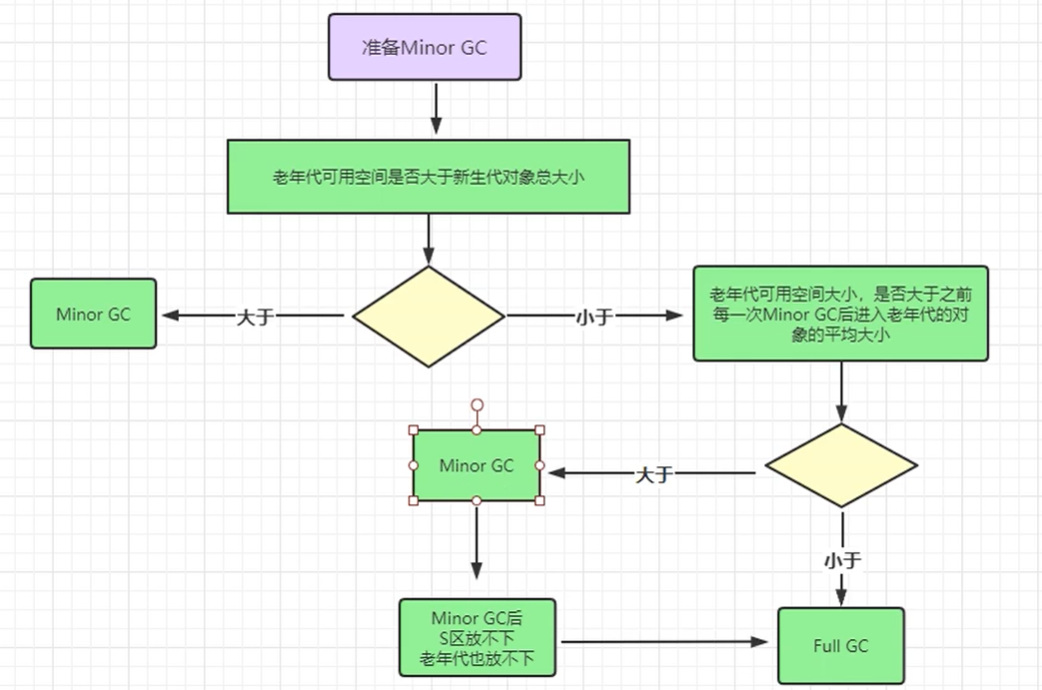 准备Minor GC
老年代可用空间是否大于新生代对象总大小
Minor GC
大于
小于
老年代可用空间大小，是否大于之前
每一次Minor GC后进入老年代的对
象的平均大小
Minor GC
大于
小于
Minor GC后
S区放不下
老年代也放不下
Full GC